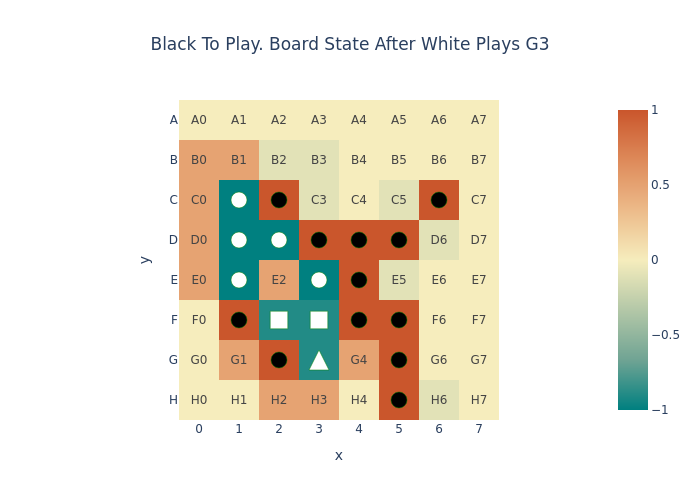 Black To Play. Board State After White Plays G3
A A0 A1 A2 A3 A4 A5 A6 A7
B B0 B1 B2 B3 B4 B5 B6 B7
C C0 C3 C4 C5 C7
D D0 D6 D7
E E0 E2 E5 E6 E7
F F0 F6 F7
G G0 G1 G4 G6 G7
H H0 H1 H2 H3 H4 H6 H7
0 1 2 3 4 5 6 7
x
y
1
0.5
0
−0.5
−1